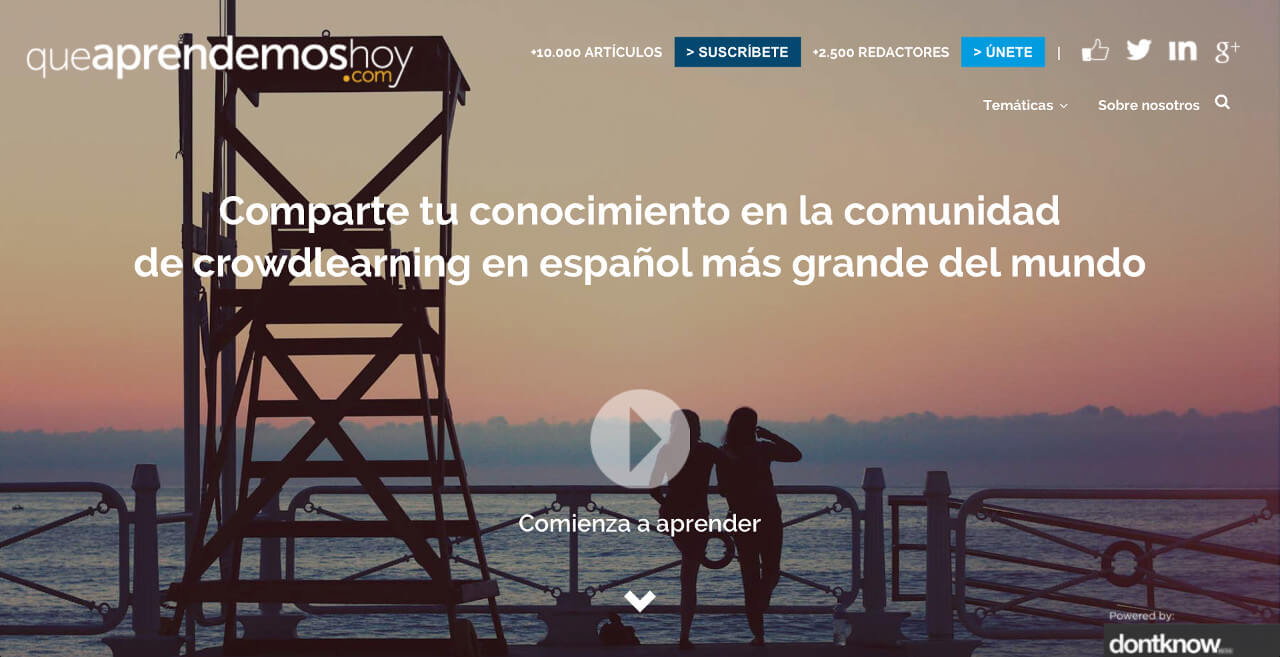 queaprendemoshoy
.com
+10.000 ARTÍCULOS
> SUSCRÍBETE
+2.500 REDACTORES
> ÚNETE
|
in
g+
Temáticas
Sobre nosotros
Comparte tu conocimiento en la comunidad
de crowdlearning en español más grande del mundo
Comienza a aprender
Powered by:
dontknow